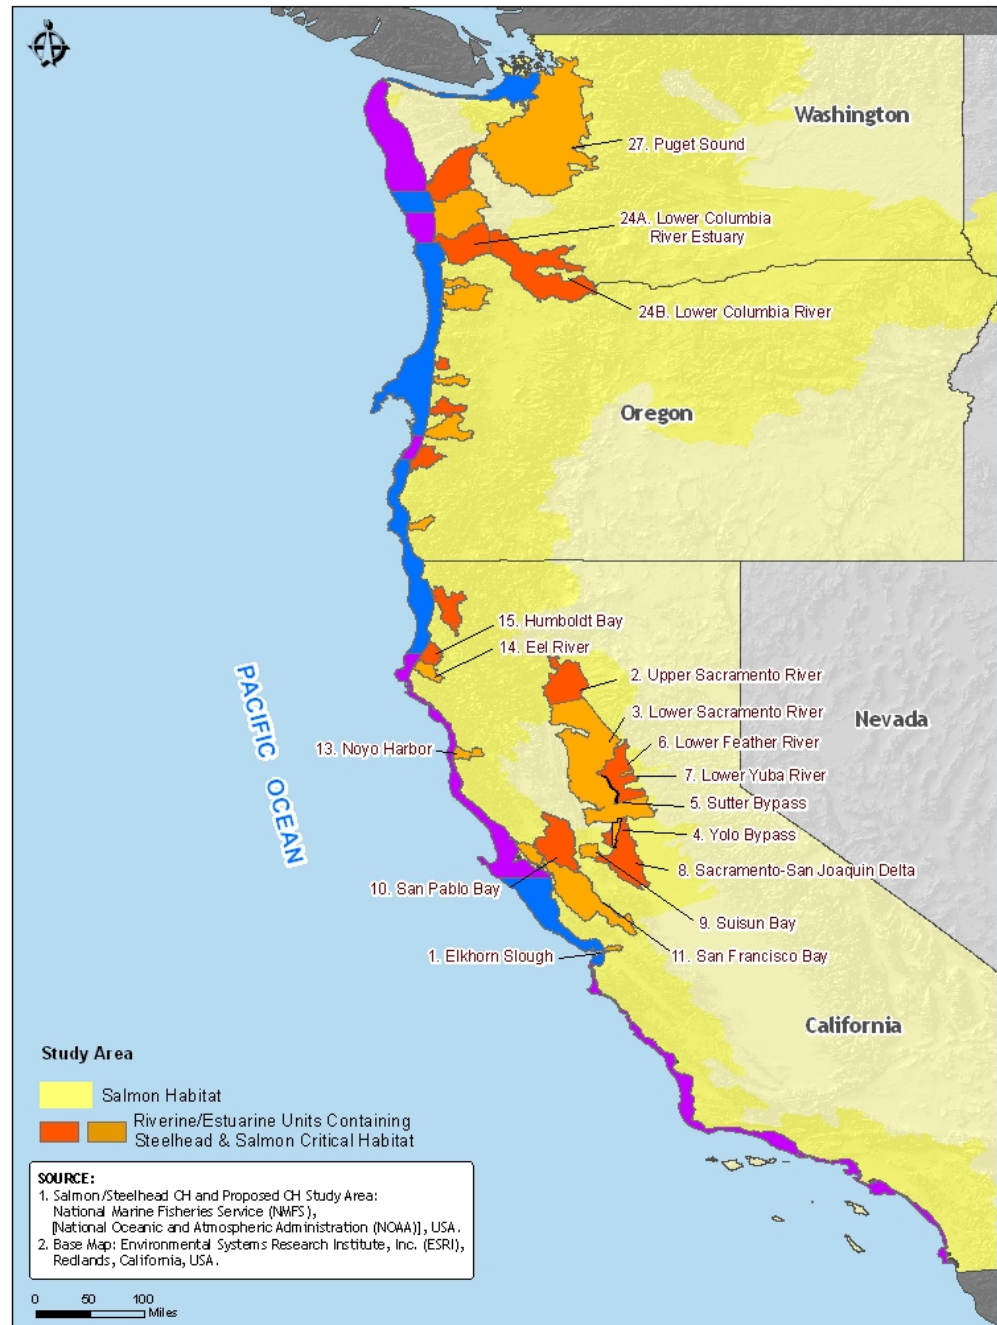 Washington
27. Puget Sound
24A. Lower Columbia
River Estuary
24B. Lower Columbia River
Oregon
15. Humboldt Bay
14. Eel River
2. Upper Sacramento River
3. Lower Sacramento River
Nevada
6. Lower Feather River
13. Noyo Harbor
7. Lower Yuba River
5. Sutter Bypass
4. Yolo Bypass
PACIFIC OCEAN
8. Sacramento-San Joaquin Delta
10. San Pablo Bay
9. Suisun Bay
1. Elkhorn Slough
11. San Francisco Bay
California
Study Area
Salmon Habitat
Riverine/Estuarine Units Containing
Steelhead & Salmon Critical Habitat
SOURCE:
1. Salmon/Steelhead CH and Proposed CH Study Area:
National Marine Fisheries Service (NMFS),
[National Oceanic and Atmospheric Administration (NOAA)], USA.
2. Base Map: Environmental Systems Research Institute, Inc. (ESRI),
Redlands, California, USA.
0 50 100
Miles